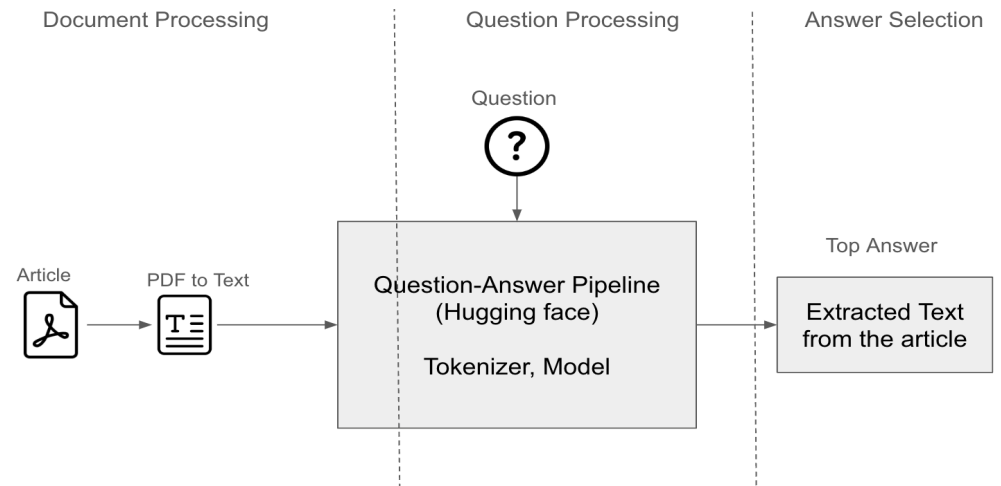 Document Processing
Question Processing
Answer Selection
Question
?
Top Answer
Article
PDF to Text
T
Question-Answer Pipeline
(Hugging face)
Tokenizer, Model
Extracted Text
from the article